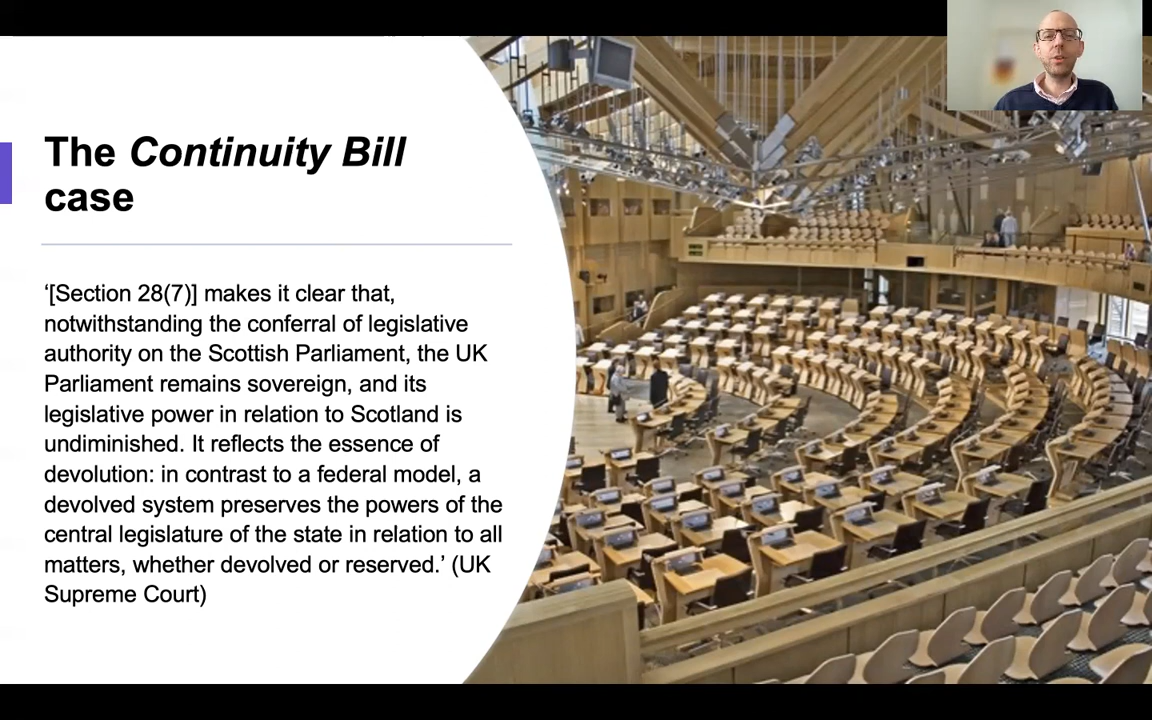 The Continuity Bill
case
‘[Section 28(7)] makes it clear that,
notwithstanding the conferral of legislative
authority on the Scottish Parliament, the UK
Parliament remains sovereign, and its
legislative power in relation to Scotland is
undiminished. It reflects the essence of
devolution: in contrast to a federal model, a
devolved system preserves the powers of the
central legislature of the state in relation to all
matters, whether devolved or reserved.’ (UK
Supreme Court)